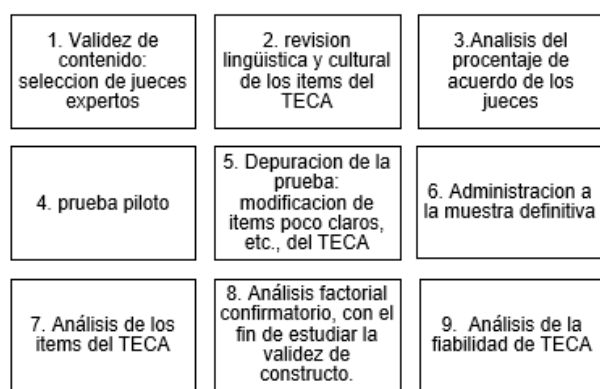 1. Validez de
contenido:
seleccion de jueces
expertos
2. revision
lingüística y cultural
de los items del
TECA
3.Analisis del
procentaje de
acuerdo de los
jueces
4. prueba piloto
5. Depuracion de la
prueba:
modificacion de
items poco claros,
etc., del TECA
6. Administracion a
la muestra definitiva
7. Análisis de los
items del TECA
8. Análisis factorial
confirmatorio, con el
fin de estudiar la
validez de
constructo.
9. Análisis de la
fiabilidad de TECA